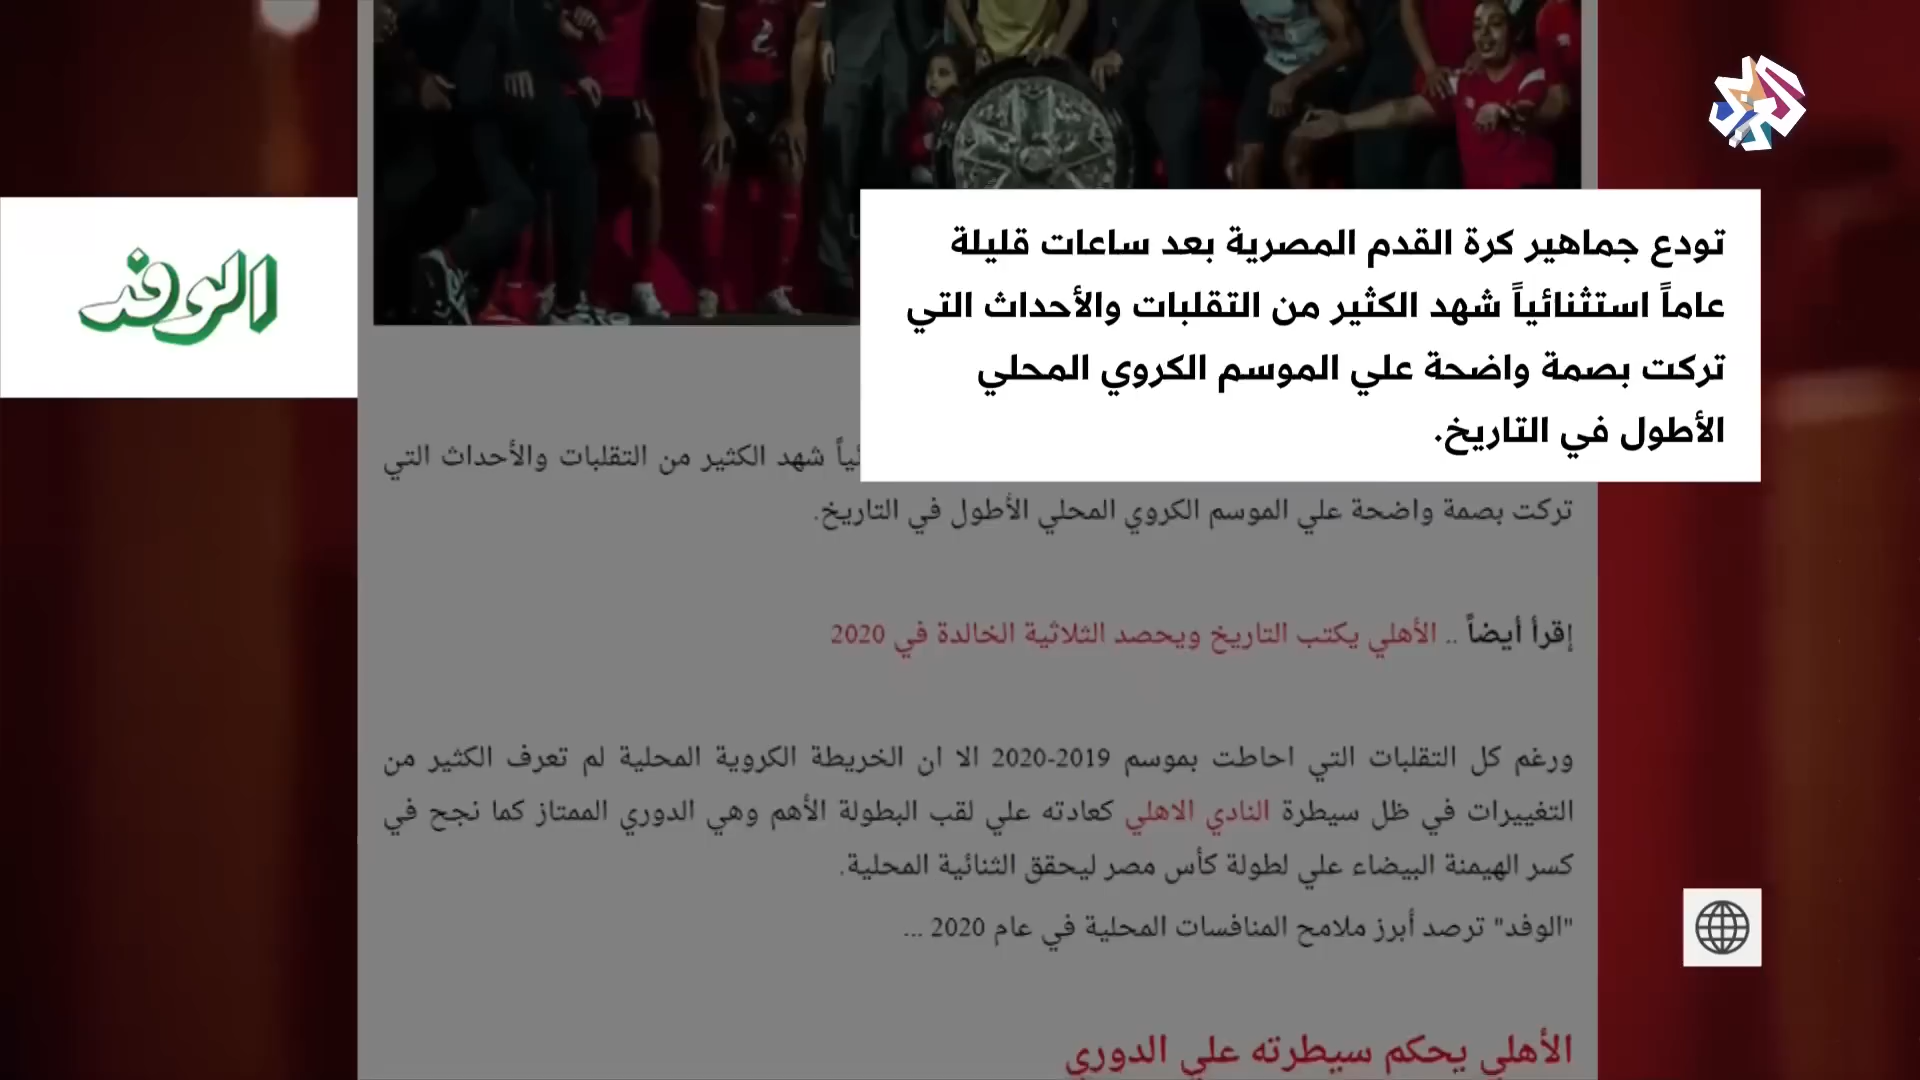 الوفد
تودع جماهير كرة القدم المصرية بعد ساعات قليلة
عاماً استثنائياً شهد الكثير من التقلبات والأحداث التي
تركت بصمة واضحة علي الموسم الكروي المحلي
الأطول في التاريخ.
شهد الكثير من التقلبات والأحداث التي
تركت بصمة واضحة علي الموسم الكروي المحلي الأطول في التاريخ.
إقرأ أيضاً .. الأهلي يكتب التاريخ ويحصد الثلاثية الخالدة في 2020
ورغم كل التقلبات التي احاطت بموسم 2019-2020 الا ان الخريطة الكروية المحلية لم تعرف الكثير من
التغييرات في ظل سيطرة النادي الاهلي كعادته علي لقب البطولة الأهم وهي الدوري الممتاز كما نجح في
كسر الهيمنة البيضاء علي لطولة كأس مصر ليحقق الثنائية المحلية.
"الوفد" ترصد أبرز ملامح المنافسات المحلية في عام 2020 ...
الأهلي يحكم سيطرته علي الدوري